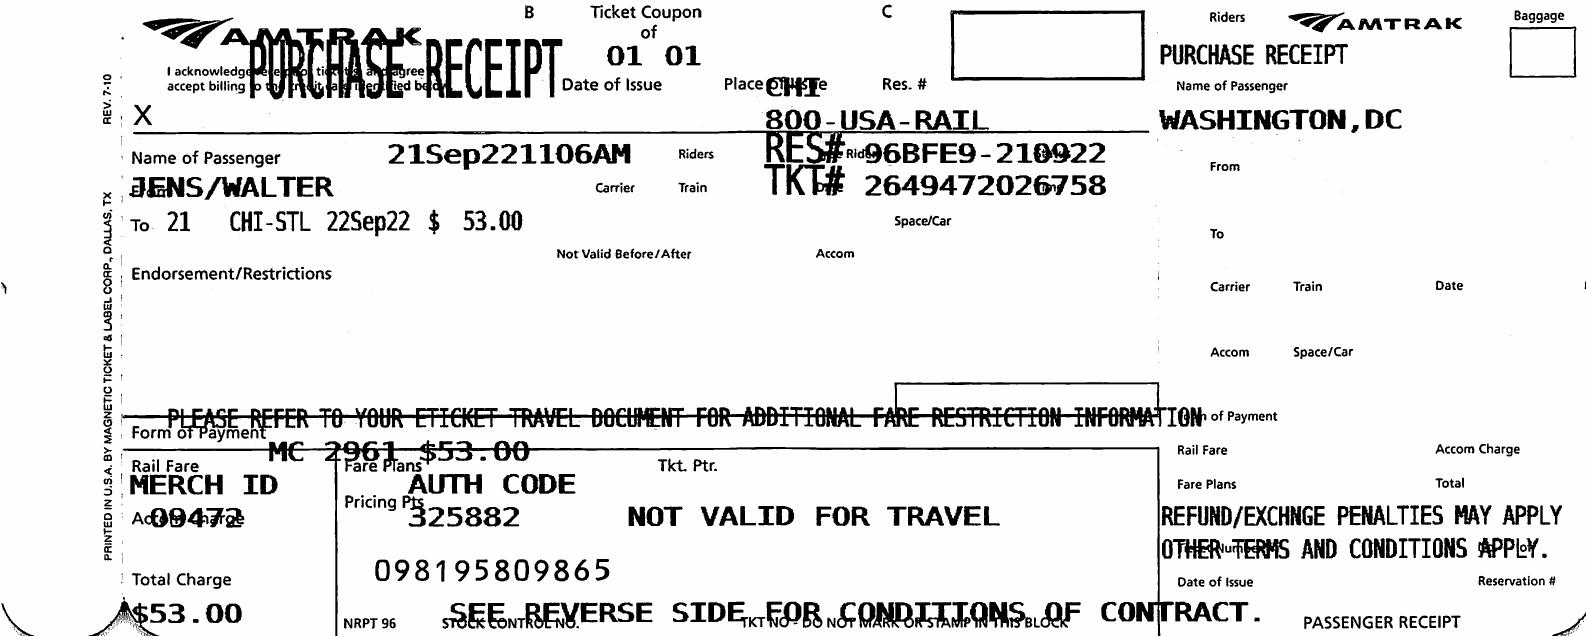 B Ticket Coupon C
of
01 01
AMTRAK
PURCHASE RECEIPT
I acknowledge receipt of ticket(s) and agree to
accept billing to the credit card identified below
Date of Issue Place of Issue Res. #
CHI
800-USA-RAIL
X
Name of Passenger 21Sep221106AM Riders RES# 96BFE9-210922
JENS/WALTER
From Carrier Train TKT# 2649472026758
To 21 CHI-STL 22Sep22 $ 53.00 Space/Car
Not Valid Before/After Accom
Endorsement/Restrictions
PLEASE REFER TO YOUR ETICKET TRAVEL DOCUMENT FOR ADDITIONAL FARE RESTRICTION INFORMATION
Form of Payment
MC 2961 $53.00
Rail Fare Fare Plans Tkt. Ptr.
MERCH ID AUTH CODE
Pricing Pts
Accom Charge 09472 325882 NOT VALID FOR TRAVEL
098195809865
Total Charge
$53.00 SEE REVERSE SIDE FOR CONDITIONS OF CONTRACT.
NRPT 96 STOCK CONTROL NO. TKT NO - DO NOT MARK OR STAMP IN THIS BLOCK
REV. 7-10
PRINTED IN U.S.A. BY MAGNETIC TICKET & LABEL CORP., DALLAS, TX
Riders AMTRAK Baggage
PURCHASE RECEIPT
Name of Passenger
WASHINGTON,DC
From
To
Carrier Train Date
Accom Space/Car
Form of Payment
Rail Fare Accom Charge
Fare Plans Total
REFUND/EXCHNGE PENALTIES MAY APPLY
OTHER TERMS AND CONDITIONS APPLY.
Date of Issue Reservation #
PASSENGER RECEIPT